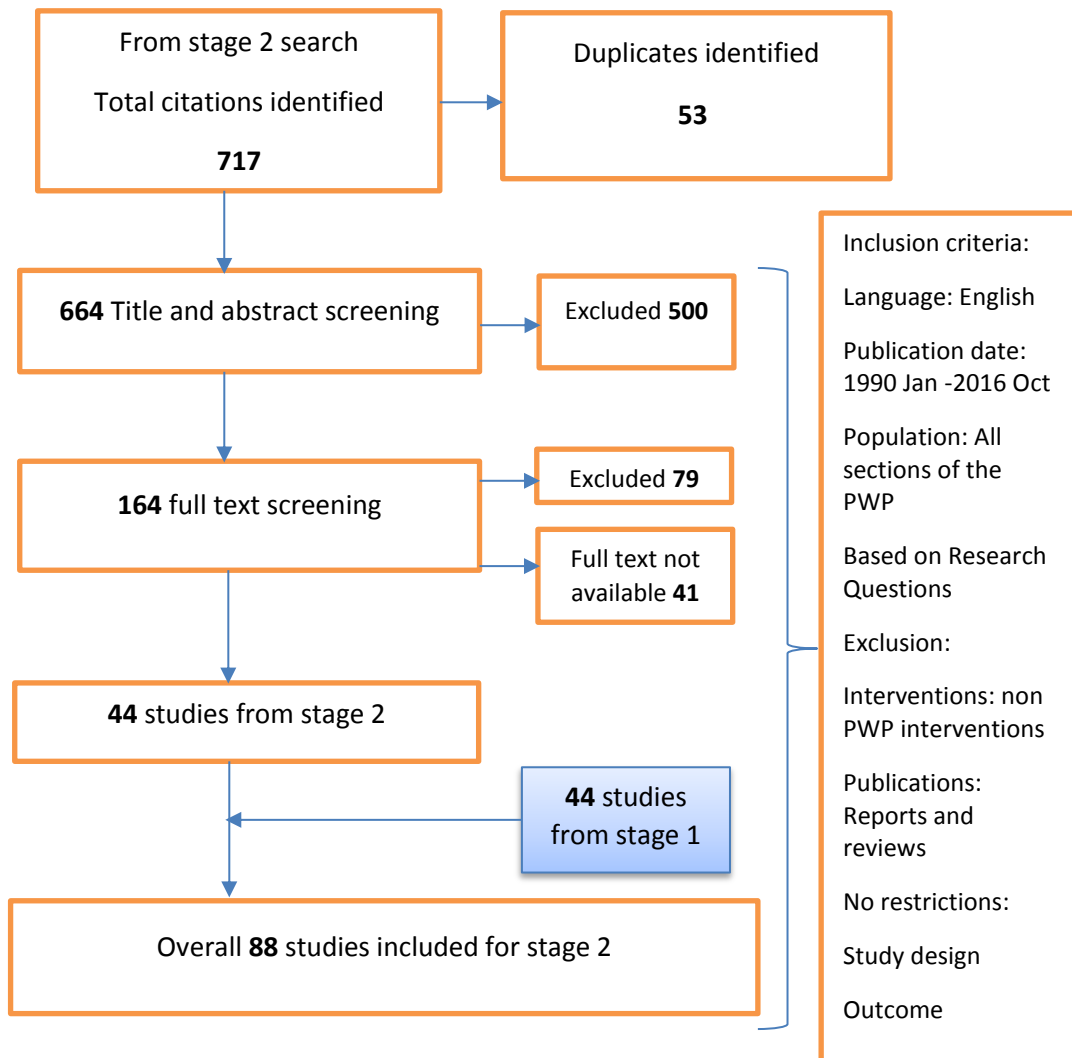 From stage 2 search
Total citations identified
717
Duplicates identified
53
664 Title and abstract screening
Excluded 500
164 full text screening
Excluded 79
Full text not
available 41
44 studies from stage 2
44 studies
from stage 1
Overall 88 studies included for stage 2
Inclusion criteria:
Language: English
Publication date:
1990 Jan -2016 Oct
Population: All
sections of the
PWP
Based on Research
Questions
Exclusion:
Interventions: non
PWP interventions
Publications:
Reports and
reviews
No restrictions:
Study design
Outcome